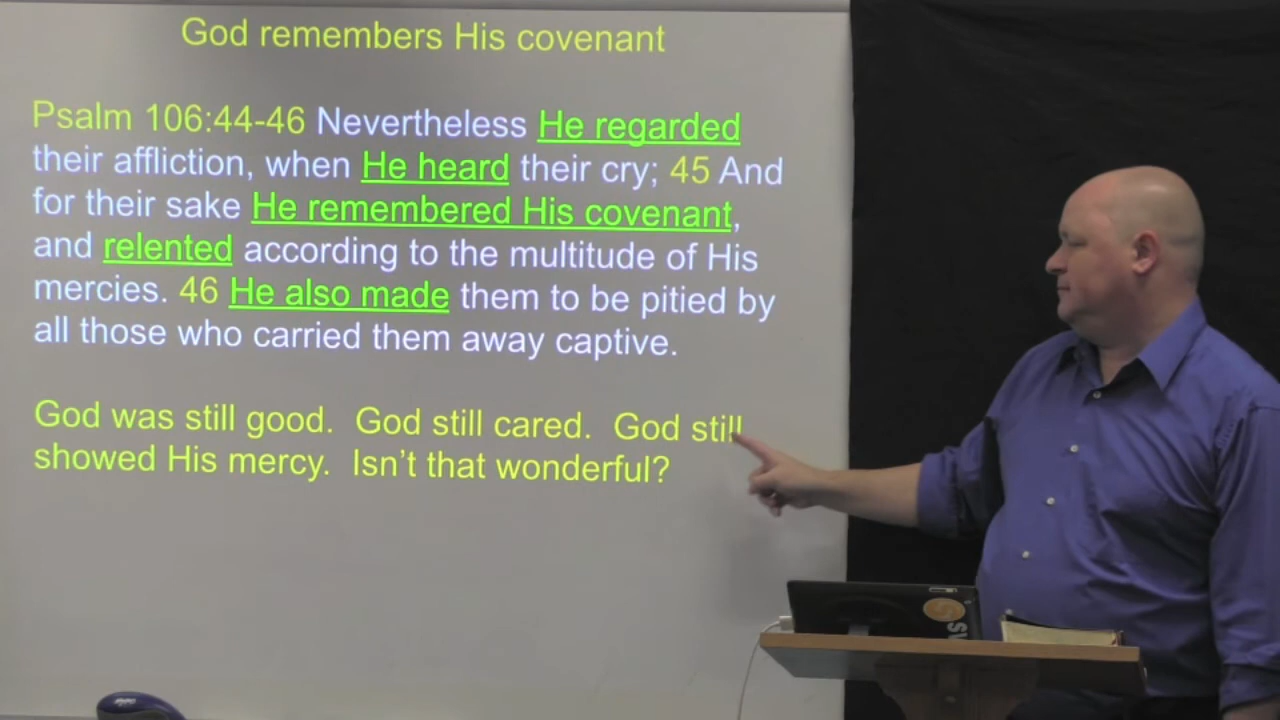 God remembers His covenant
Psalm 106:44-46 Nevertheless He regarded
their affliction, when He heard their cry; 45 And
for their sake He remembered His covenant,
and relented according to the multitude of His
mercies. 46 He also made them to be pitied by
all those who carried them away captive.
God was still good. God still cared. God still
showed His mercy. Isn't that wonderful?